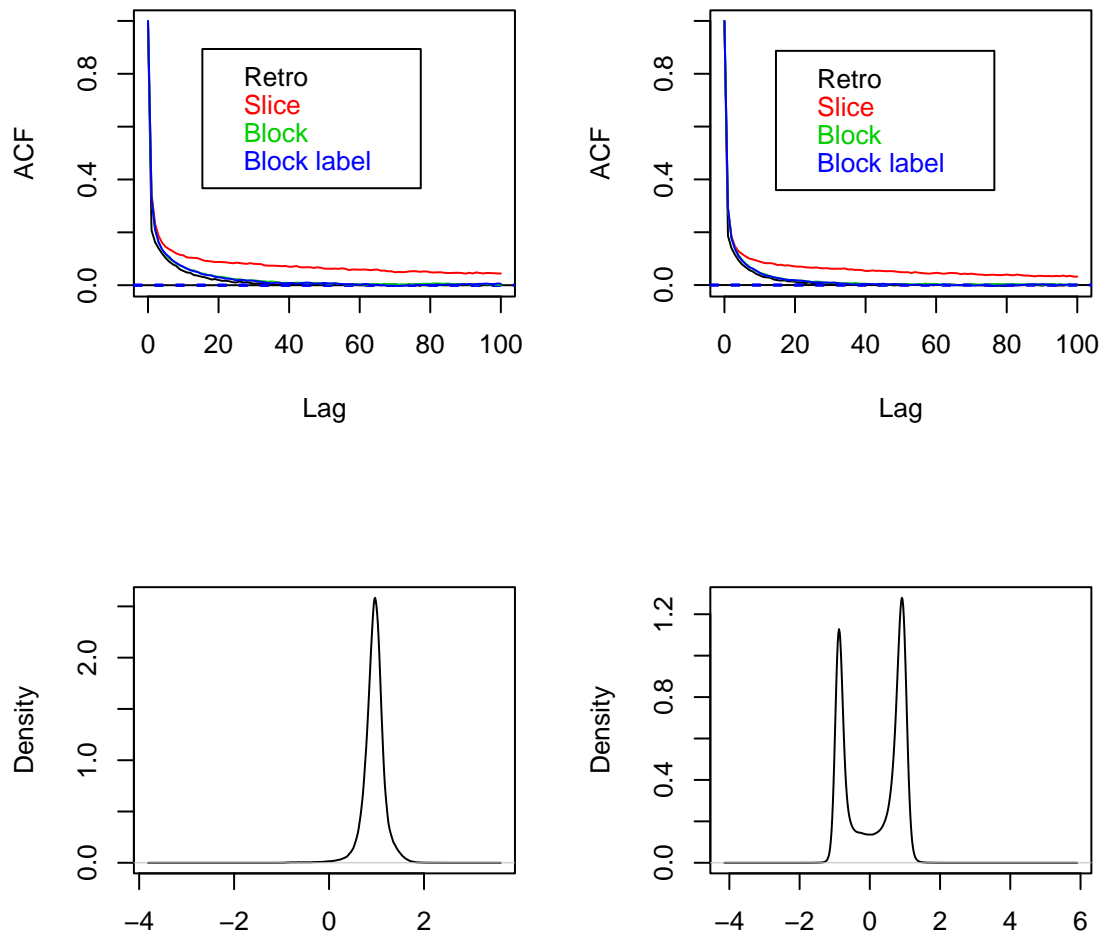 ACF
0.0 0.4 0.8
Retro
Slice
Block
Block label
0 20 40 60 80 100
Lag
ACF
0.0 0.4 0.8
Retro
Slice
Block
Block label
0 20 40 60 80 100
Lag
Density
0.0 1.0 2.0
−4 −2 0 2
Density
0.0 0.4 0.8 1.2
−4 −2 0 2 4 6